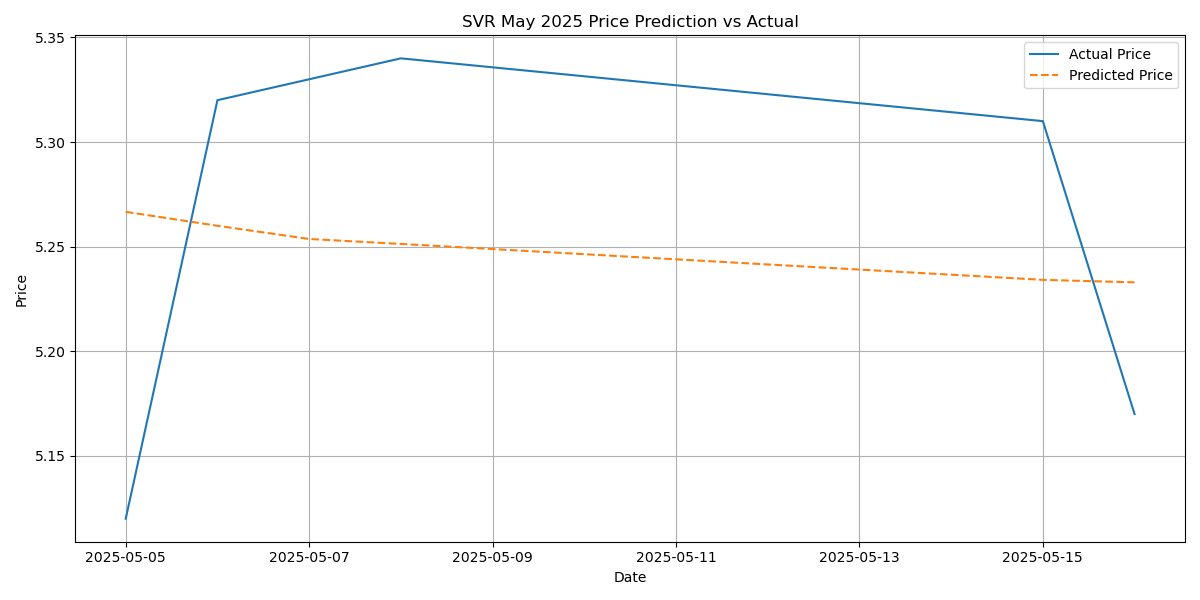 SVR May 2025 Price Prediction vs Actual
Actual Price
Predicted Price
Price
5.35
5.30
5.25
5.20
5.15
2025-05-05
2025-05-07
2025-05-09
2025-05-11
2025-05-13
2025-05-15
Date